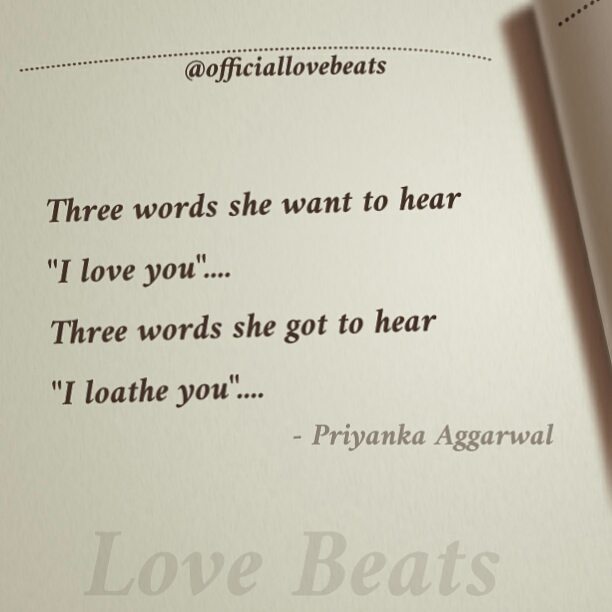 @officiallovebeats
Three words she want to hear
"I love you"....
Three words she got to hear
"I loathe you"....
- Priyanka Aggarwal
Love Beats